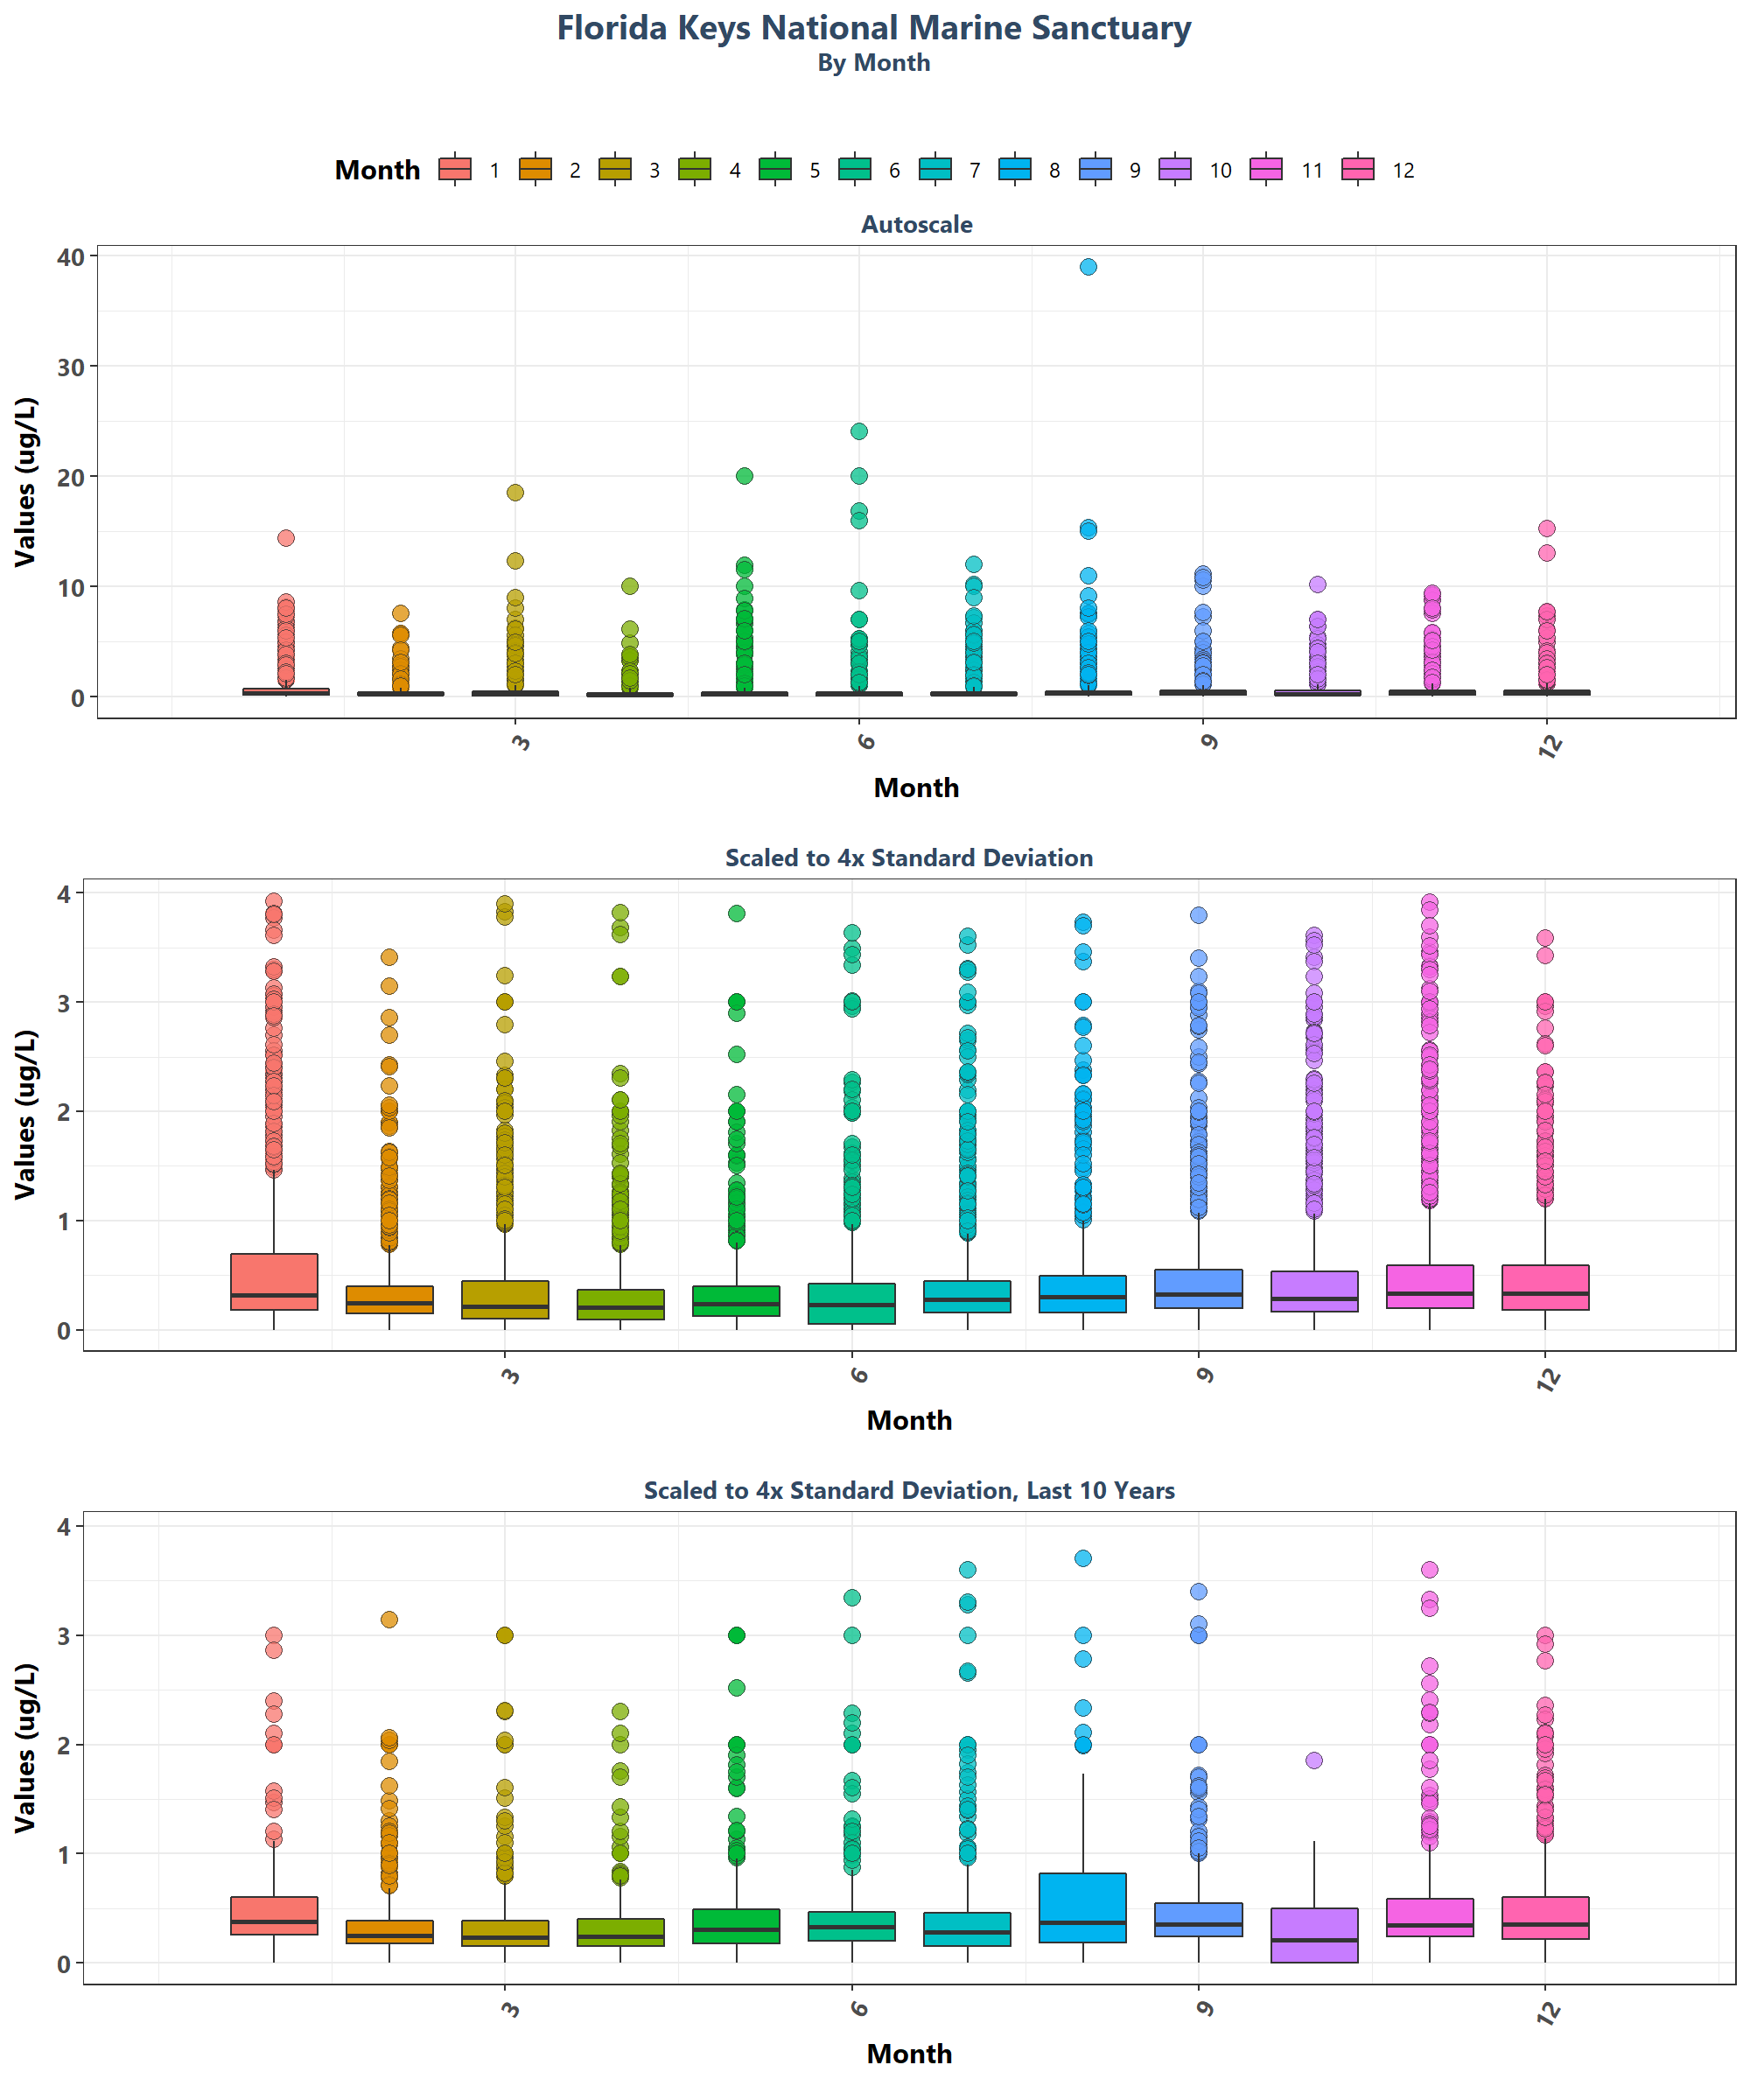 Florida Keys National Marine Sanctuary
By Month
Month 1 2 3 4 5 6 7 8 9 10 11 12
Autoscale
Values (ug/L)
40
30
20
10
0
3 6 9 12
Month
Scaled to 4x Standard Deviation
Values (ug/L)
4
3
2
1
0
3 6 9 12
Month
Scaled to 4x Standard Deviation, Last 10 Years
Values (ug/L)
4
3
2
1
0
3 6 9 12
Month